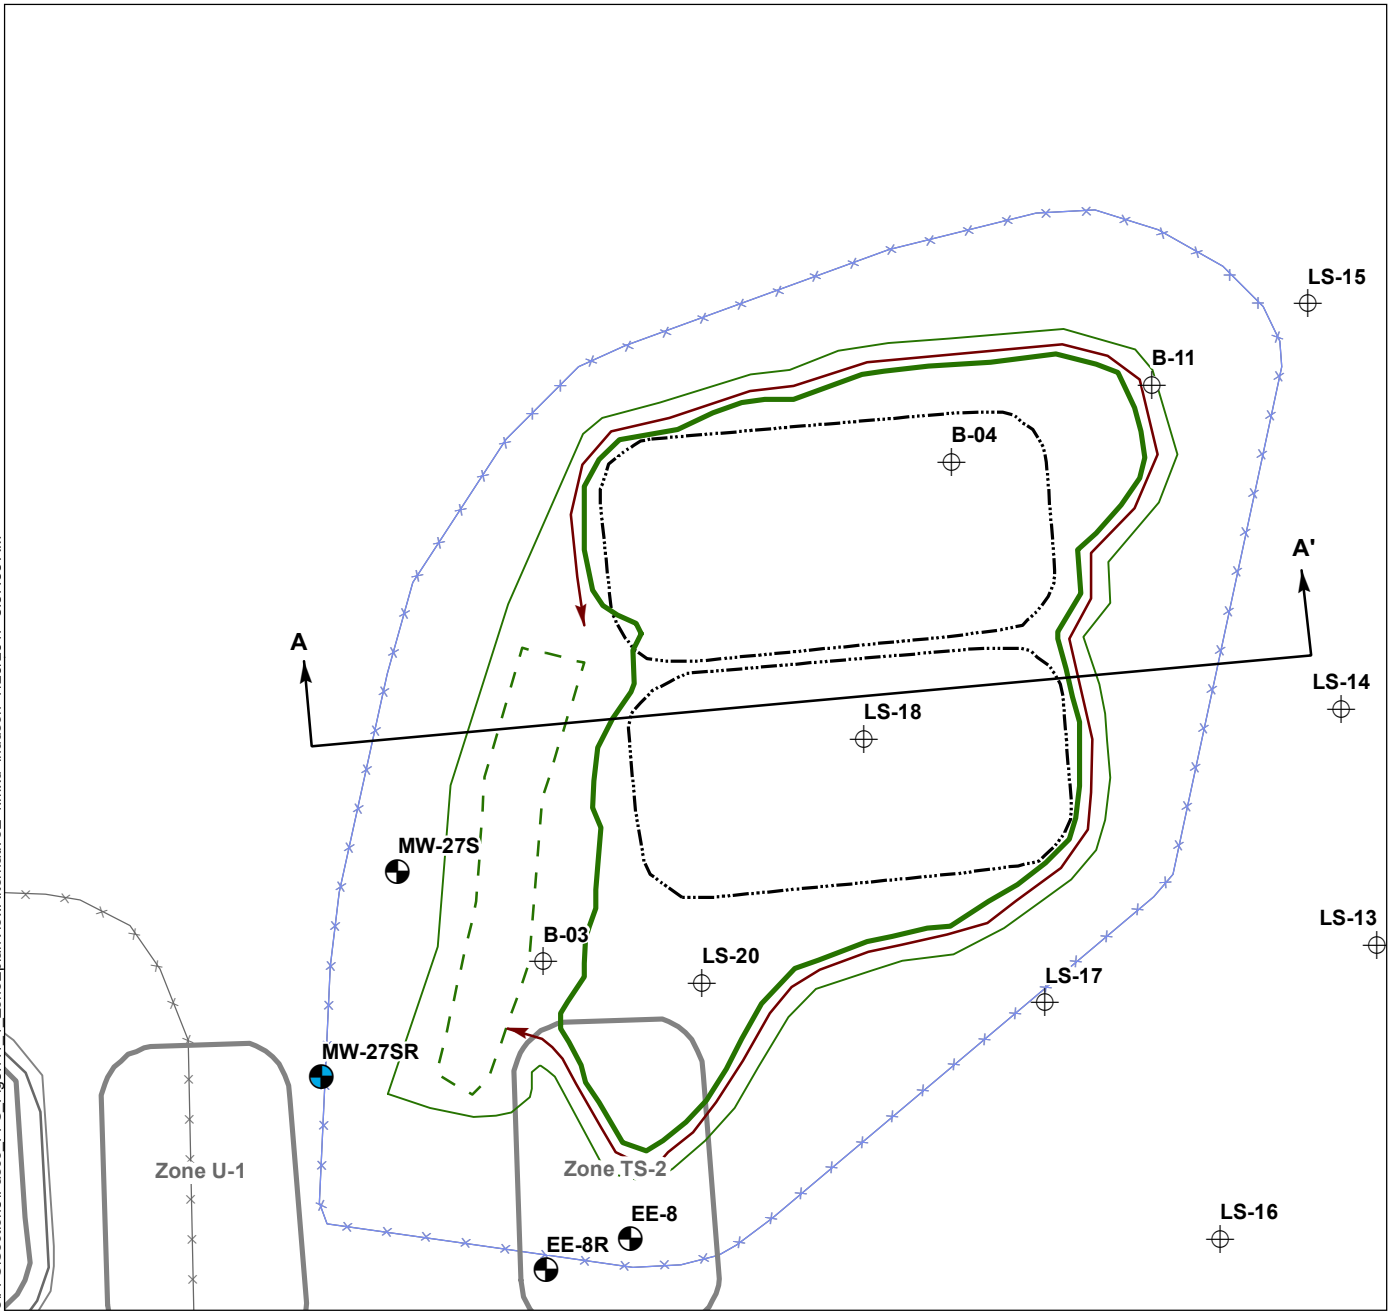 LS-15
B-11
B-04
A'
A
LS-14
LS-18
MW-27S
LS-13
B-03
LS-20
LS-17
MW-27SR
Zone U-1
Zone TS-2
EE-8
LS-16
EE-8R